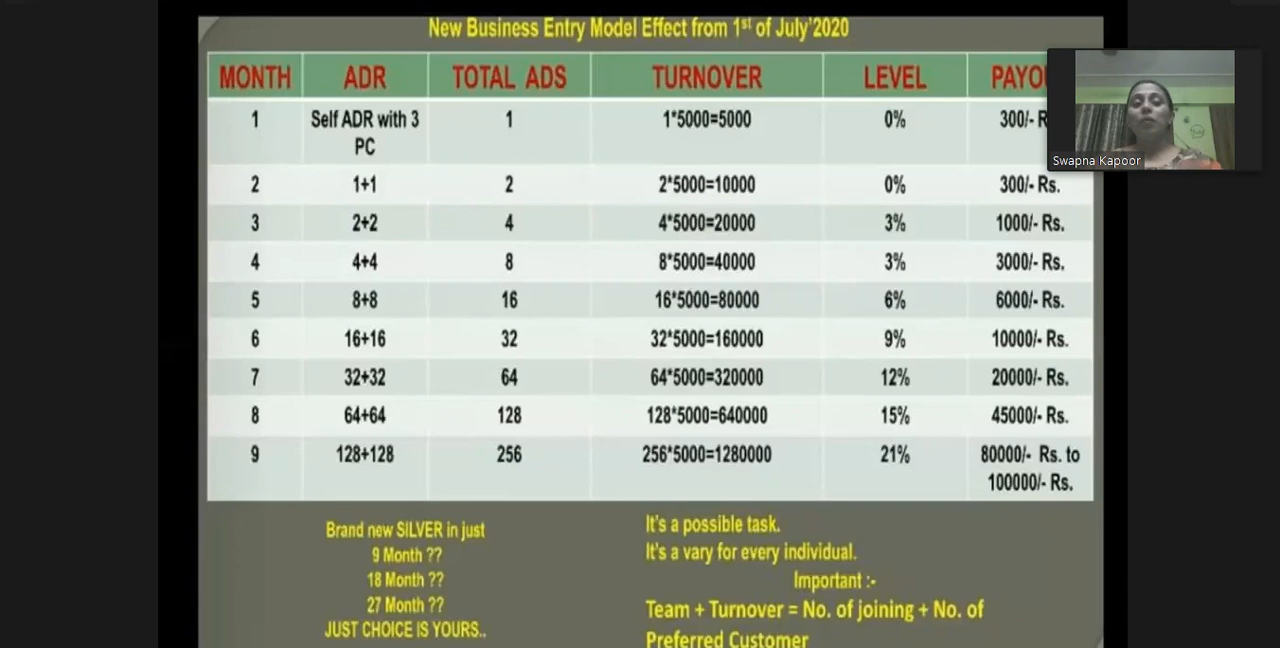 New Business Entry Model Effect from 1st of July'2020
MONTH ADR TOTAL ADS TURNOVER LEVEL
1 Self ADR with 3 1 1*5000=5000 0% 300/-
PC
Swapna Kapoor
2 1+1 2 2*5000=10000 0% 300/- Rs.
3 2+2 4 4*5000=20000 3% 1000/- Rs.
4 4+4 8 8*5000=40000 3% 3000/- Rs.
5 8+8 16 16*5000=80000 6% 6000/- Rs.
6 16+16 32 32*5000=160000 9% 10000/- Rs.
7 32+32 64 64*5000=320000 12% 20000/- Rs.
8 64+64 128 128*5000=640000 15% 45000/- Rs.
9 128+128 256 256*5000=1280000 21% 80000/- Rs. to
100000/- Rs.
Brand new SILVER in just
9 Month ??
18 Month ??
27 Month ??
JUST CHOICE IS YOURS..
It's a possible task.
It's a vary for every individual.
Important :-
Team + Turnover = No. of joining + No. of
Preferred Customer